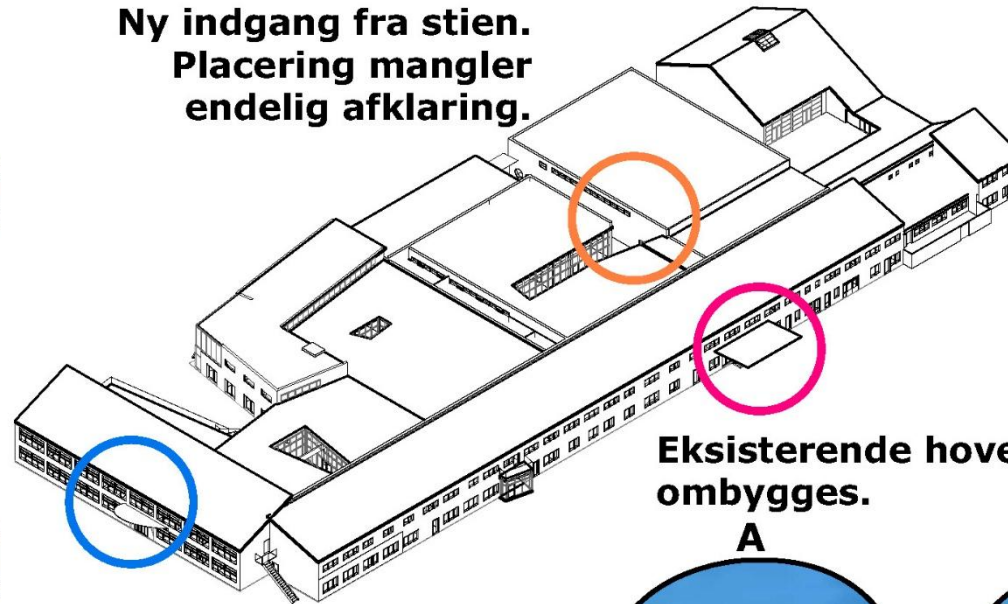 Ny indgang fra stien.
Placering mangler
endelig afklaring.
Eksisterende hove
ombygges.
A